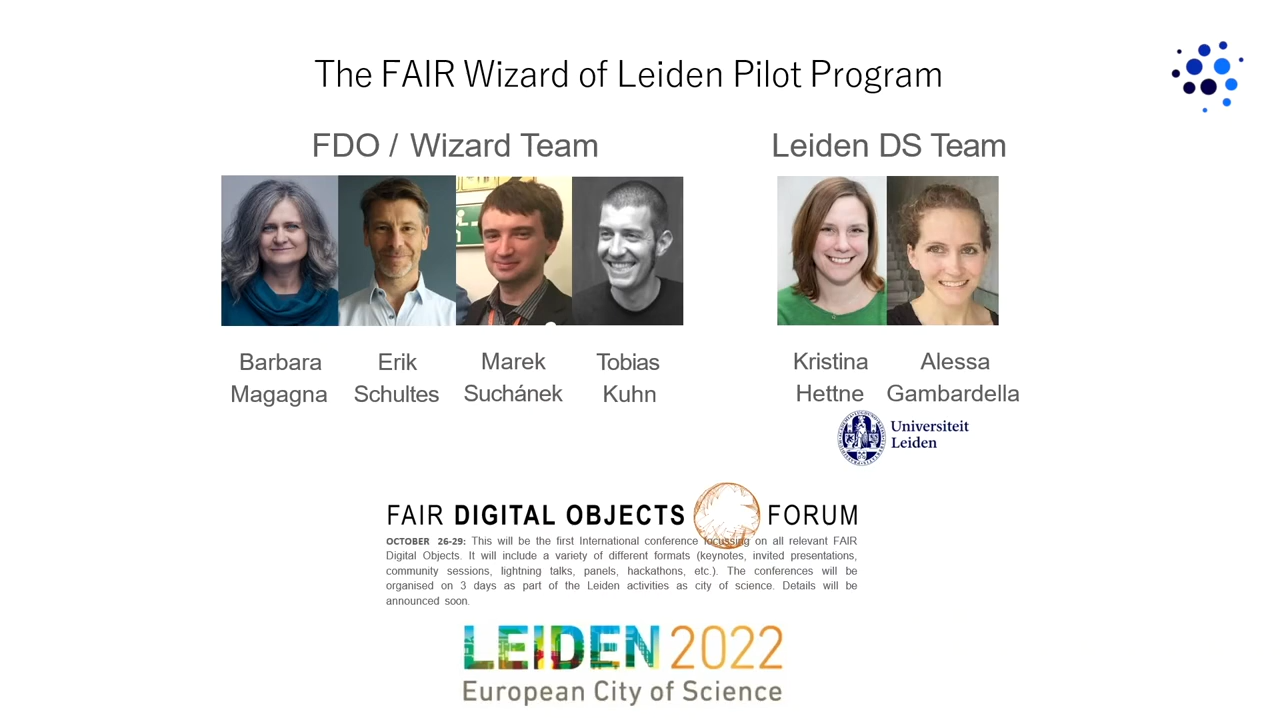 The FAIR Wizard of Leiden Pilot Program
FDO / Wizard Team
Leiden DS Team
Barbara
Magagna
Erik
Schultes
Marek
Suchánek
Tobias
Kuhn
Kristina
Hettne
Alessa
Gambardella
Universiteit
Leiden
FAIR DIGITAL OBJECTS FORUM
OCTOBER 26-29: This will be the first International conference focussing on all relevant FAIR
Digital Objects. It will include a variety of different formats (keynotes, invited presentations,
community sessions, lightning talks, panels, hackathons, etc.). The conferences will be
organised on 3 days as part of the Leiden activities as city of science. Details will be
announced soon.
LEIDEN 2022
European City of Science